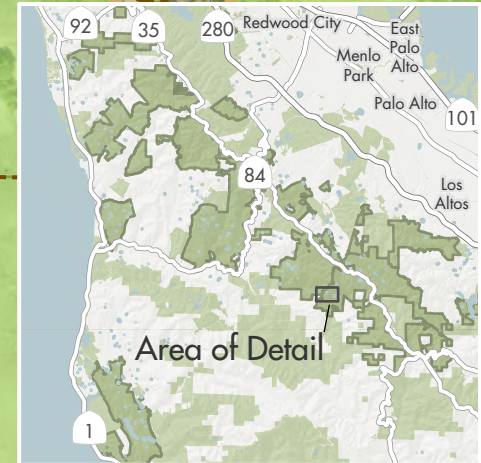 92
35
280
Redwood City
East
Palo
Alto
Menlo
Park
Palo Alto
101
84
Los
Altos
Area of Detail
1